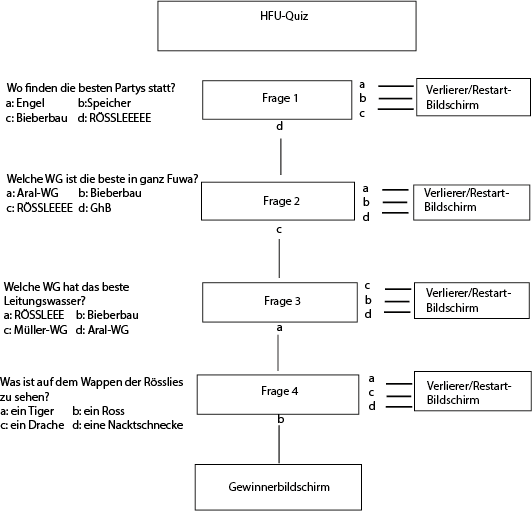 HFU-Quiz
Wo finden die besten Partys statt?
a: Engel b:Speicher
c: Bieberbau d: RÖSSLEEEEE
Frage 1
a
b
c
d
Verlierer/Restart-
Bildschirm
Welche WG ist die beste in ganz Fuwa?
a: Aral-WG b: Bieberbau
c: RÖSSLEEEE d: GhB
Frage 2
a
b
d
c
Verlierer/Restart-
Bildschirm
Welche WG hat das beste
Leitungswasser?
a: RÖSSLEEE b: Bieberbau
c: Müller-WG d: Aral-WG
Frage 3
c
b
d
a
Verlierer/Restart-
Bildschirm
Was ist auf dem Wappen der Rösslies
zu sehen?
a: ein Tiger b: ein Ross
c: ein Drache d: eine Nacktschnecke
Frage 4
a
c
d
b
Verlierer/Restart-
Bildschirm
Gewinnerbildschirm